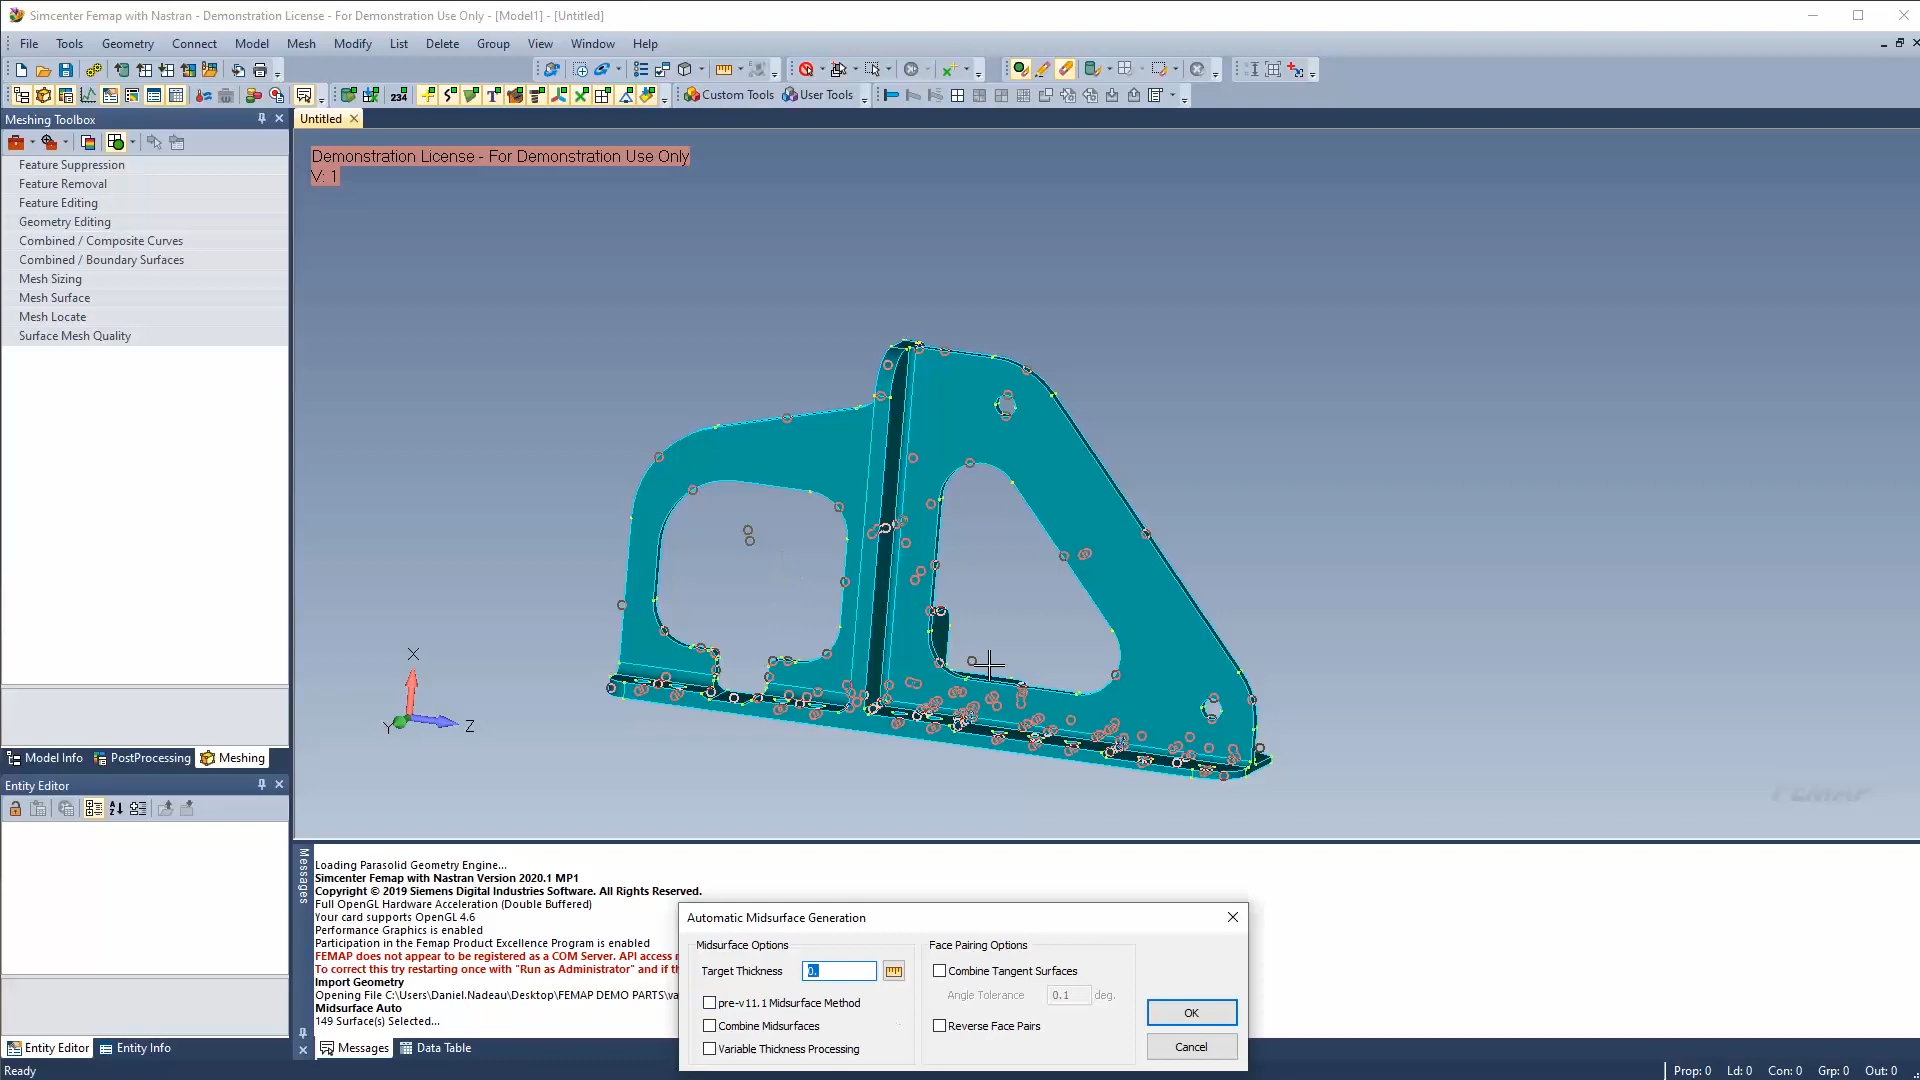 Simcenter Femap with Nastran - Demonstration License - For Demonstration Use Only - [Model1] - [Untitled]
File Tools Geometry Connect Model Mesh Modify List Delete Group View Window Help
234 Custom Tools User Tools
Meshing Toolbox
Untitled
Feature Suppression
Feature Removal
Feature Editing
Geometry Editing
Combined / Composite Curves
Combined / Boundary Surfaces
Mesh Sizing
Mesh Surface
Mesh Locate
Surface Mesh Quality
Demonstration License - For Demonstration Use Only
V: 1
X
Y
Z
FEMAP
Model Info PostProcessing Meshing
Entity Editor
Entity Editor Entity Info
Messages
Loading Parasolid Geometry Engine...
Simcenter Femap with Nastran Version 2020.1 MP1
Copyright © 2019 Siemens Digital Industries Software. All Rights Reserved.
Full OpenGL Hardware Acceleration (Double Buffered)
Your card supports OpenGL 4.6
Performance Graphics is enabled
Participation in the Femap Product Excellence Program is enabled
FEMAP does not appear to be registered as a COM Server. API access
To correct this try restarting once with "Run as Administrator" and if
Import Geometry
Opening File C:\Users\Daniel.Nadeau\Desktop\FEMAP DEMO PARTS\va
Midsurface Auto
149 Surface(s) Selected...
Messages Data Table
Automatic Midsurface Generation
Midsurface Options
Target Thickness 0.
pre-v11.1 Midsurface Method
Combine Midsurfaces
Variable Thickness Processing
Face Pairing Options
Combine Tangent Surfaces
Angle Tolerance 0.1 deg.
Reverse Face Pairs
OK
Cancel
Ready
Prop: 0 Ld: 0 Con: 0 Grp: 0 Out: 0